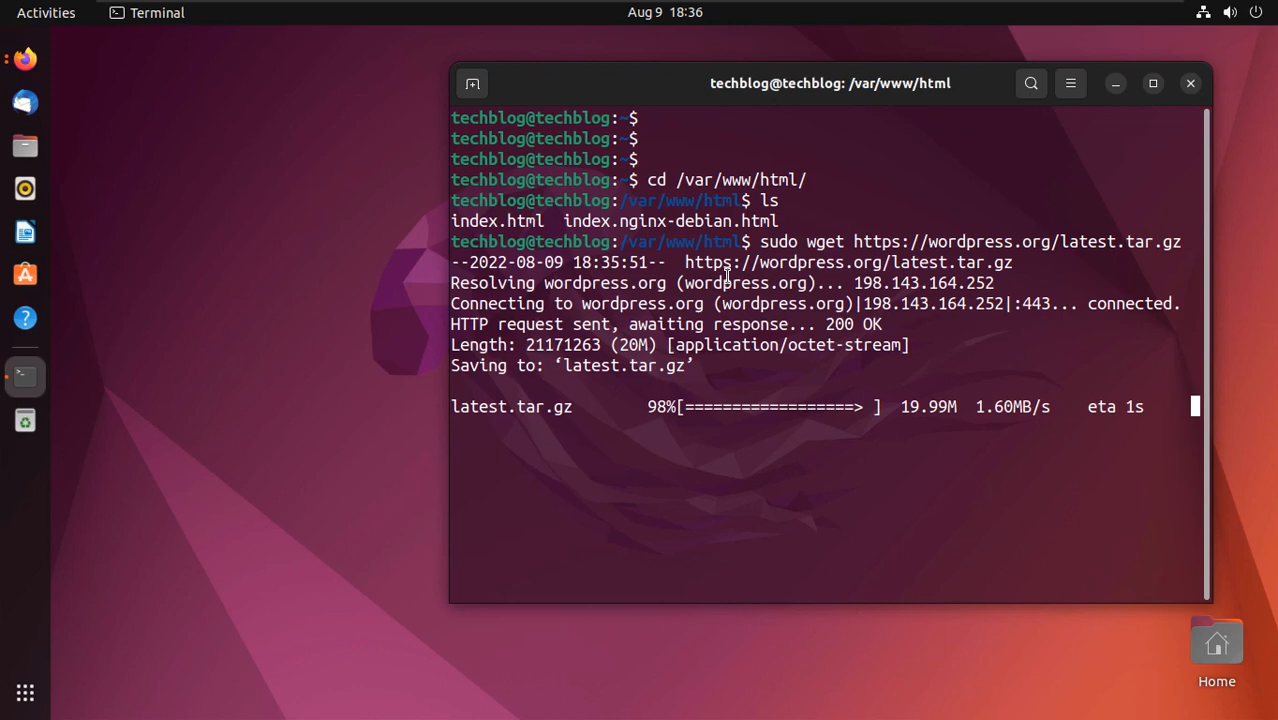 Activities
Terminal
Aug 9 18:36
techblog@techblog: /var/www/html
techblog@techblog:~$
techblog@techblog:~$
techblog@techblog:~$
techblog@techblog:~$ cd /var/www/html/
techblog@techblog:/var/www/html$ ls
index.html  index.nginx-debian.html
techblog@techblog:/var/www/html$ sudo wget https://wordpress.org/latest.tar.gz
--2022-08-09 18:35:51--  https://wordpress.org/latest.tar.gz
Resolving wordpress.org (wordpress.org)... 198.143.164.252
Connecting to wordpress.org (wordpress.org)|198.143.164.252|:443... connected.
HTTP request sent, awaiting response... 200 OK
Length: 21171263 (20M) [application/octet-stream]
Saving to: ‘latest.tar.gz’
latest.tar.gz        98%[==================> ]  19.99M  1.60MB/s    eta 1s
Home